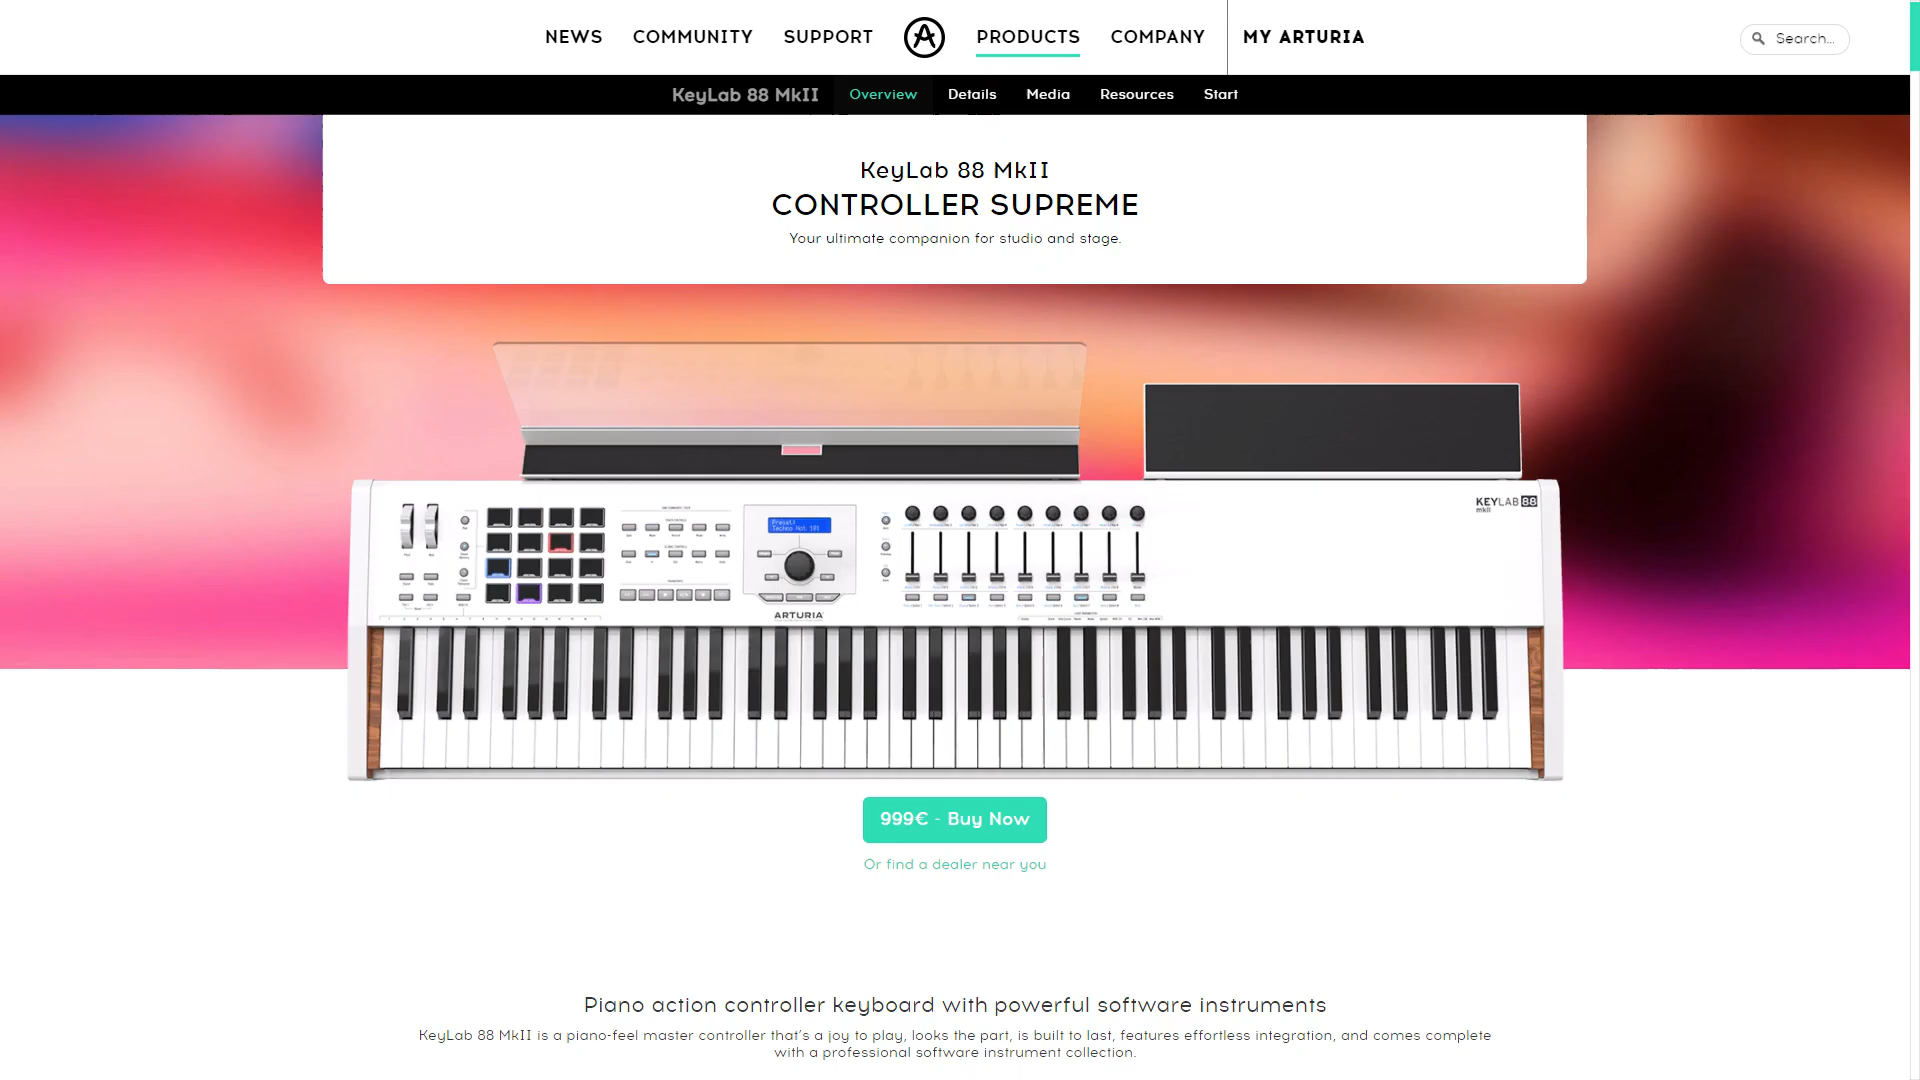 NEWS COMMUNITY SUPPORT PRODUCTS COMPANY MY ARTURIA Search...
KeyLab 88 MkII Overview Details Media Resources Start
KeyLab 88 MkII
CONTROLLER SUPREME
Your ultimate companion for studio and stage.
KEYLAB 88
mkII
ARTURIA
999€ - Buy Now
Or find a dealer near you
Piano action controller keyboard with powerful software instruments
KeyLab 88 MkII is a piano-feel master controller that's a joy to play, looks the part, is built to last, features effortless integration, and comes complete
with a professional software instrument collection.